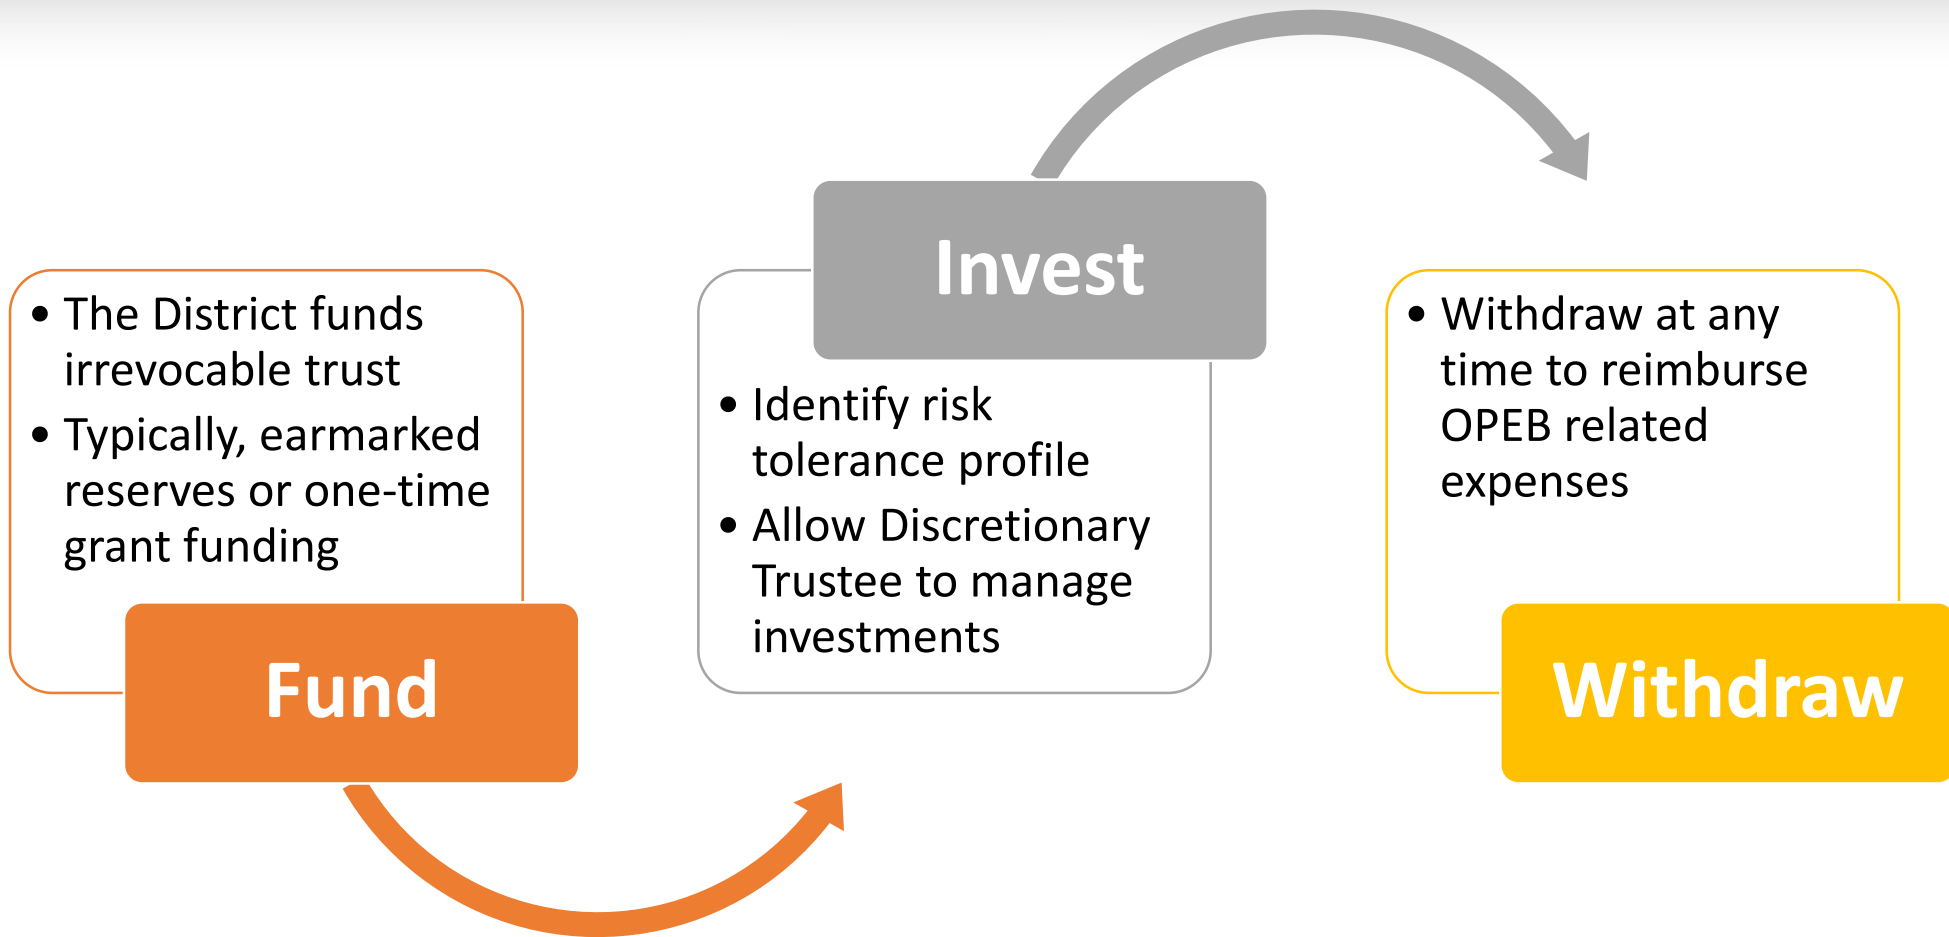 • The District funds
irrevocable trust
• Typically, earmarked
reserves or one-time
grant funding
Fund
Invest
• Identify risk
tolerance profile
• Allow Discretionary
Trustee to manage
investments
• Withdraw at any
time to reimburse
OPEB related
expenses
Withdraw